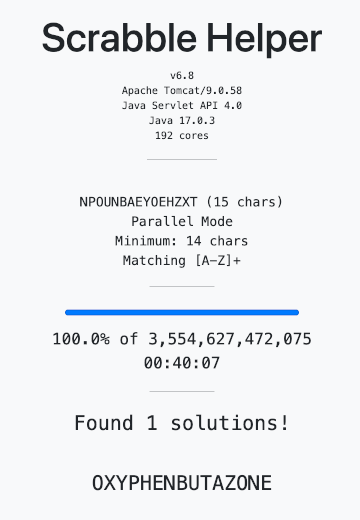 Scrabble Helper
v6.8
Apache Tomcat/9.0.58
Java Servlet API 4.0
Java 17.0.3
192 cores
NPOUNBAEYOEHZXT (15 chars)
Parallel Mode
Minimum: 14 chars
Matching [A-Z]+
100.0% of 3,554,627,472,075
00:40:07
Found 1 solutions!
OXYPHENBUTAZONE